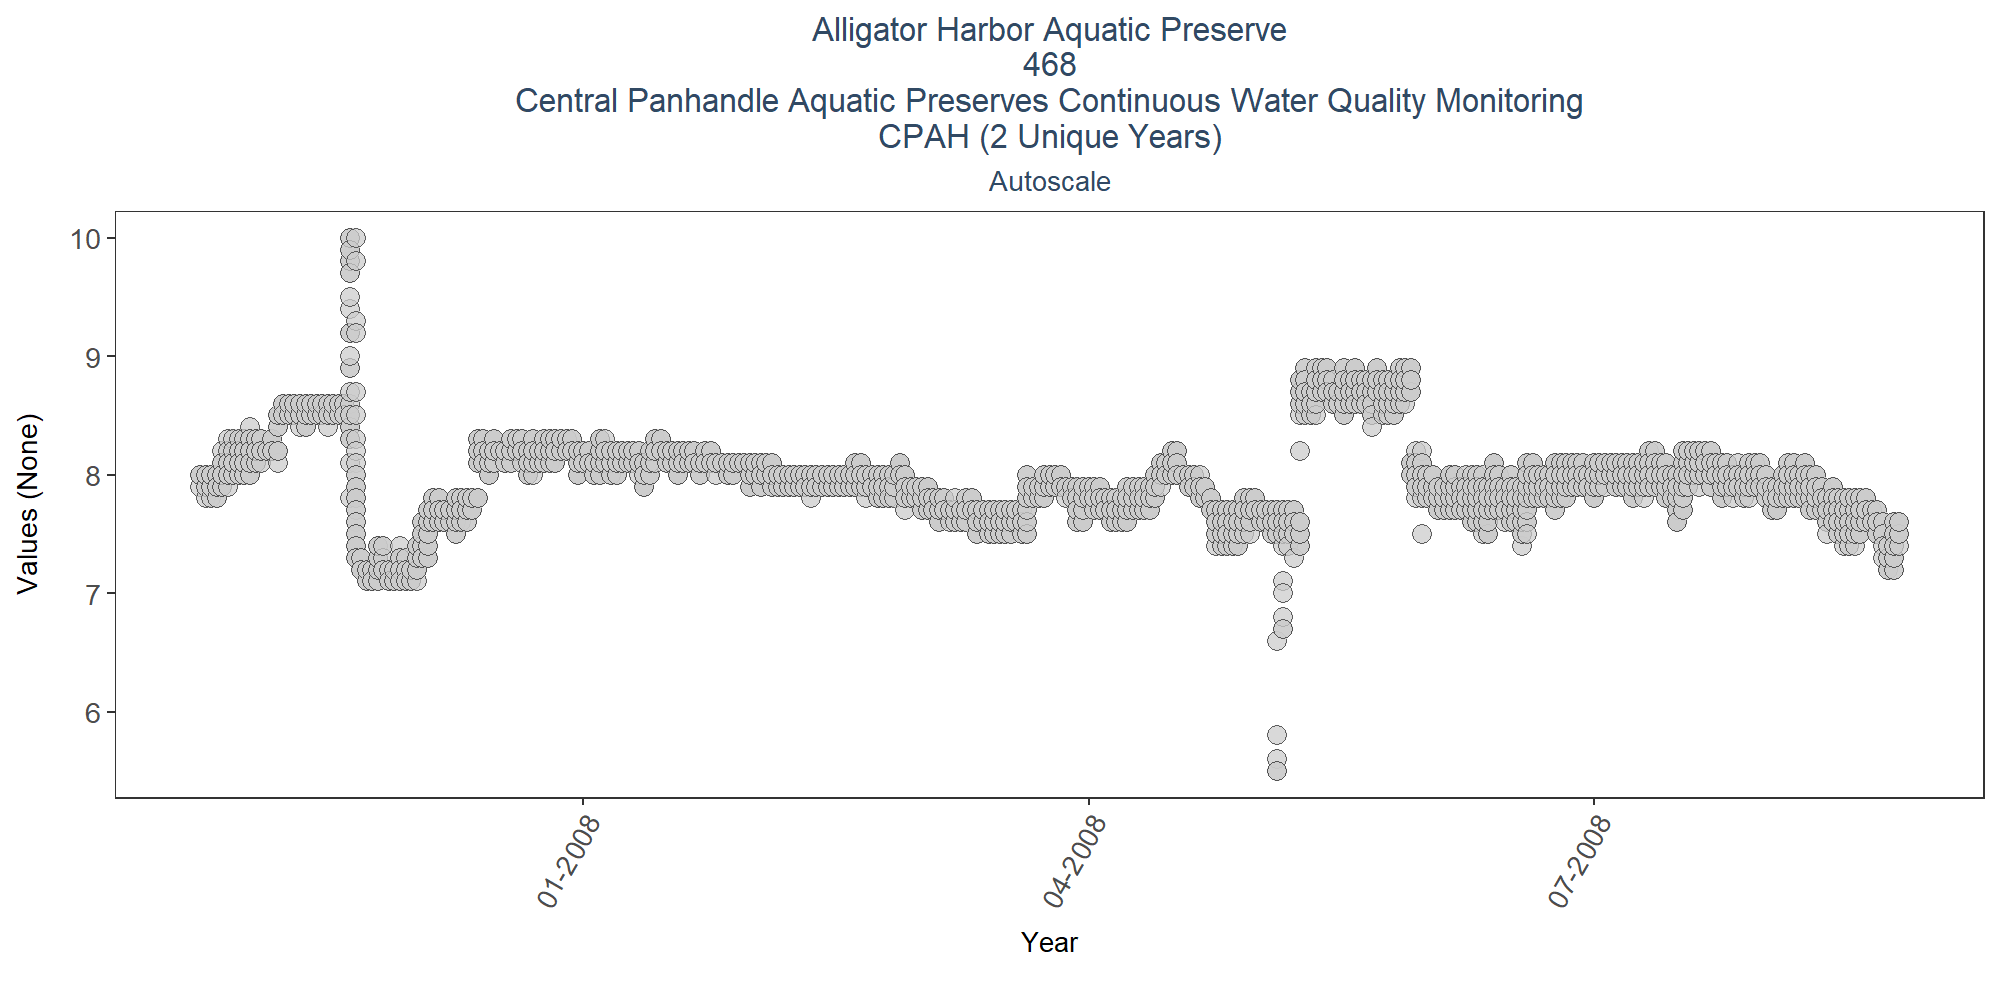 Alligator Harbor Aquatic Preserve
468
Central Panhandle Aquatic Preserves Continuous Water Quality Monitoring
CPAH (2 Unique Years)
Autoscale
10
9
8
7
6
Values (None)
01-2008
04-2008
07-2008
Year